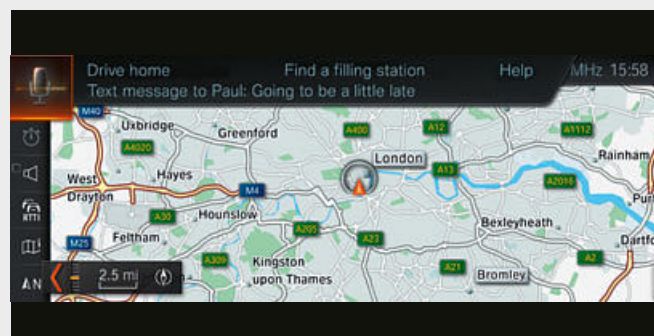 Drive home Find a filling station Help MHz 15:58
Text message to Paul: Going to be a little late
M40
Uxbridge
Greenford
A400
A12
A1112
A4020
London
Rainham
West
Drayton
Hayes
M4
A13
A2016
A30
Hounslow
A205
Bexleyheath
M25
Feltham
A23
Dartfo
A309
Kingston
upon Thames
A21
Bromley
A2
RTTI
2.5 mi
N